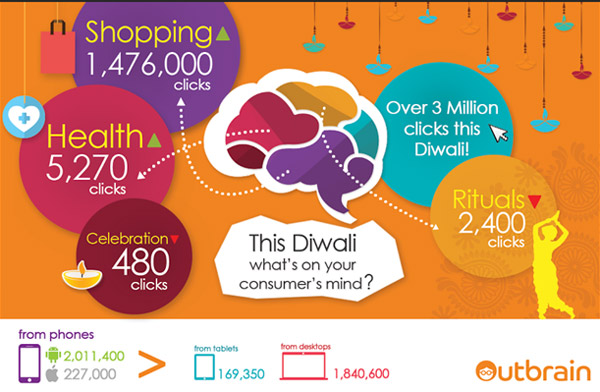 Shopping
1,476,000
clicks
Health
5,270
clicks
Celebration
480
clicks
Over 3 Million
clicks this
Diwali!
Rituals
2,400
clicks
This Diwali
what's on your
consumer's mind?
from phones
2,011,400
227,000
>
from tablets
169,350
from desktops
1,840,600
Outbrain